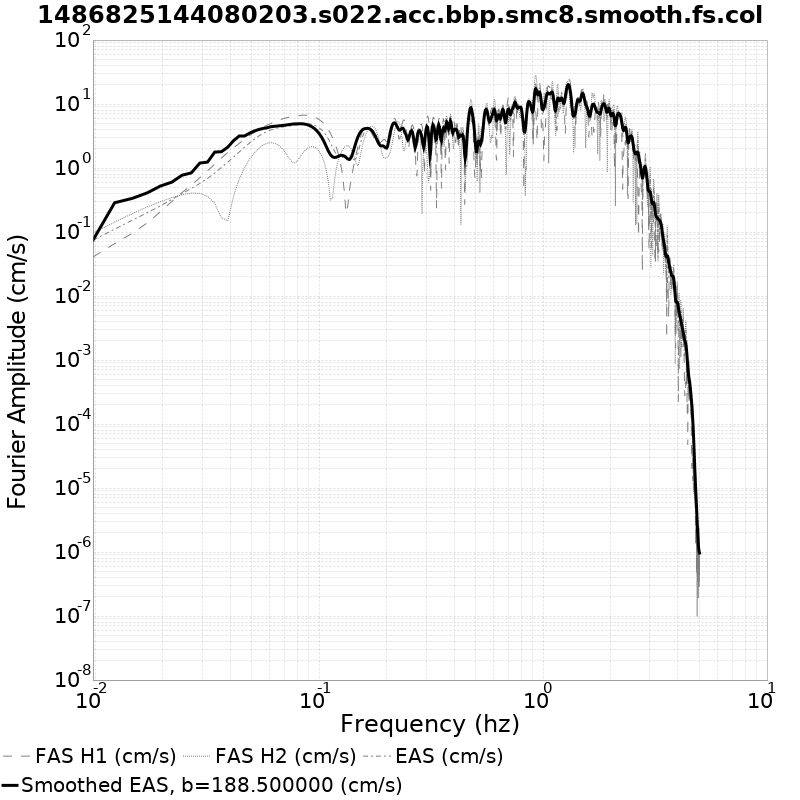 1486825144080203.s022.acc.bbp.smc8.smooth.fs.col
10^2
10^1
10^0
10^-1
10^-2
10^-3
10^-4
10^-5
10^-6
10^-7
10^-8
Fourier Amplitude (cm/s)
10^-2 10^-1 10^0 10^1
Frequency (hz)
FAS H1 (cm/s) FAS H2 (cm/s) EAS (cm/s)
Smoothed EAS, b=188.500000 (cm/s)